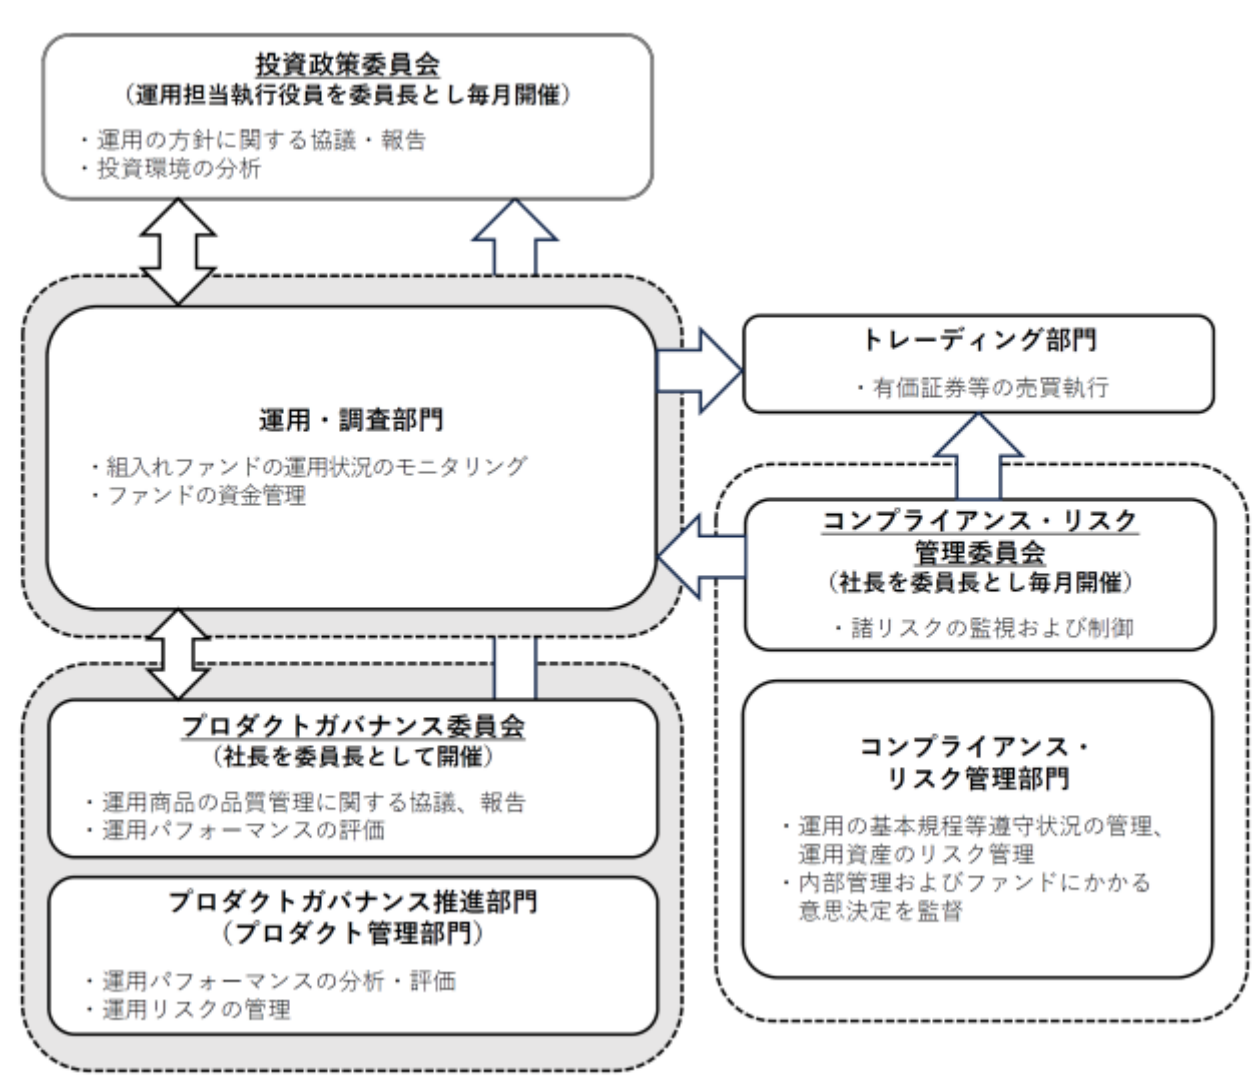 投資政策委員会
（運用担当執行役員を委員長とし毎月開催）
・運用の方針に関する協議・報告
・投資環境の分析
運用・調査部門
・組入れファンドの運用状況のモニタリング
・ファンドの資金管理
トレーディング部門
・有価証券等の売買執行
コンプライアンス・リスク
管理委員会
（社長を委員長とし毎月開催）
・諸リスクの監視および制御
コンプライアンス・
リスク管理部門
・運用の基本規程等遵守状況の管理、
運用資産のリスク管理
・内部管理およびファンドにかかる
意思決定を監督
プロダクトガバナンス委員会
（社長を委員長として開催）
・運用商品の品質管理に関する協議、報告
・運用パフォーマンスの評価
プロダクトガバナンス推進部門
（プロダクト管理部門）
・運用パフォーマンスの分析・評価
・運用リスクの管理